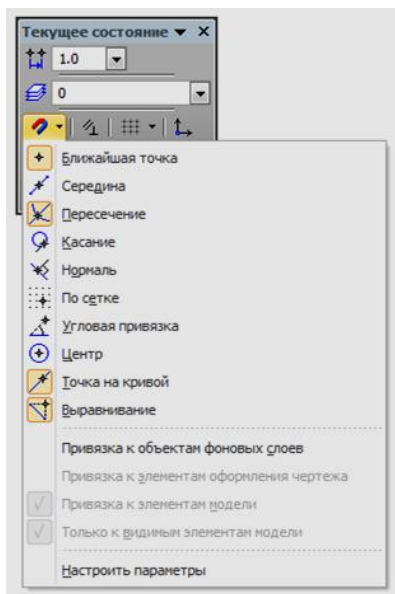 Текущее состояние
1.0
0
Ближайшая точка
Середина
Пересечение
Касание
Нормаль
По сетке
Угловая привязка
Центр
Точка на кривой
Выравнивание
Привязка к объектам фоновых слоев
Привязка к элементам оформления чертежа
Привязка к элементам модели
Только к видимым элементам модели
Настроить параметры